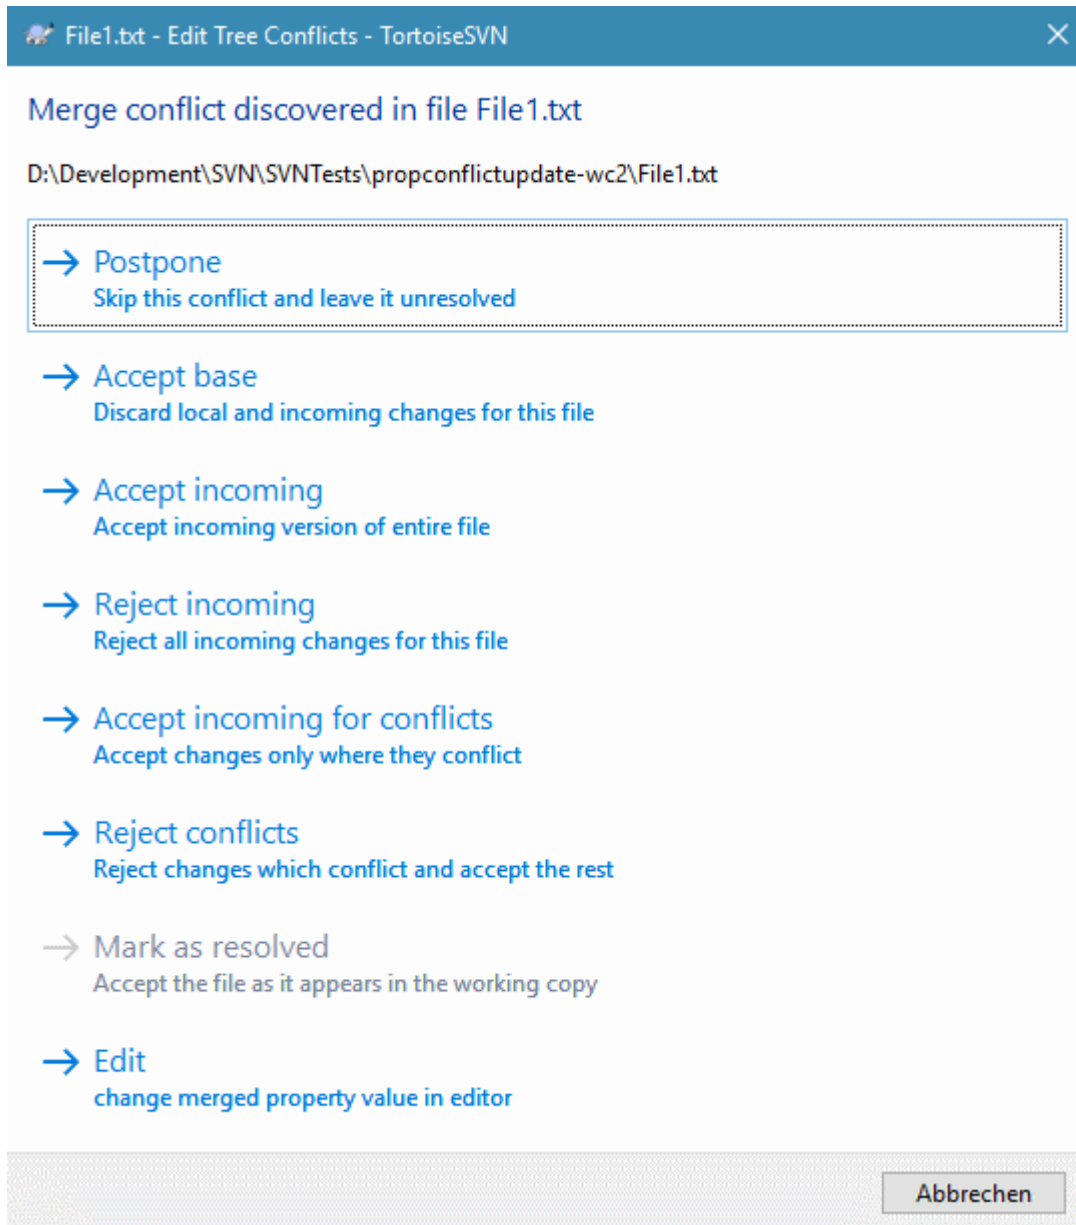 File1.txt - Edit Tree Conflicts - TortoiseSVN
Merge conflict discovered in file File1.txt
D:\Development\SVN\SVNTests\propconflictupdate-wc2\File1.txt
Postpone
Skip this conflict and leave it unresolved
Accept base
Discard local and incoming changes for this file
Accept incoming
Accept incoming version of entire file
Reject incoming
Reject all incoming changes for this file
Accept incoming for conflicts
Accept changes only where they conflict
Reject conflicts
Reject changes which conflict and accept the rest
Mark as resolved
Accept the file as it appears in the working copy
Edit
change merged property value in editor
Abbrechen